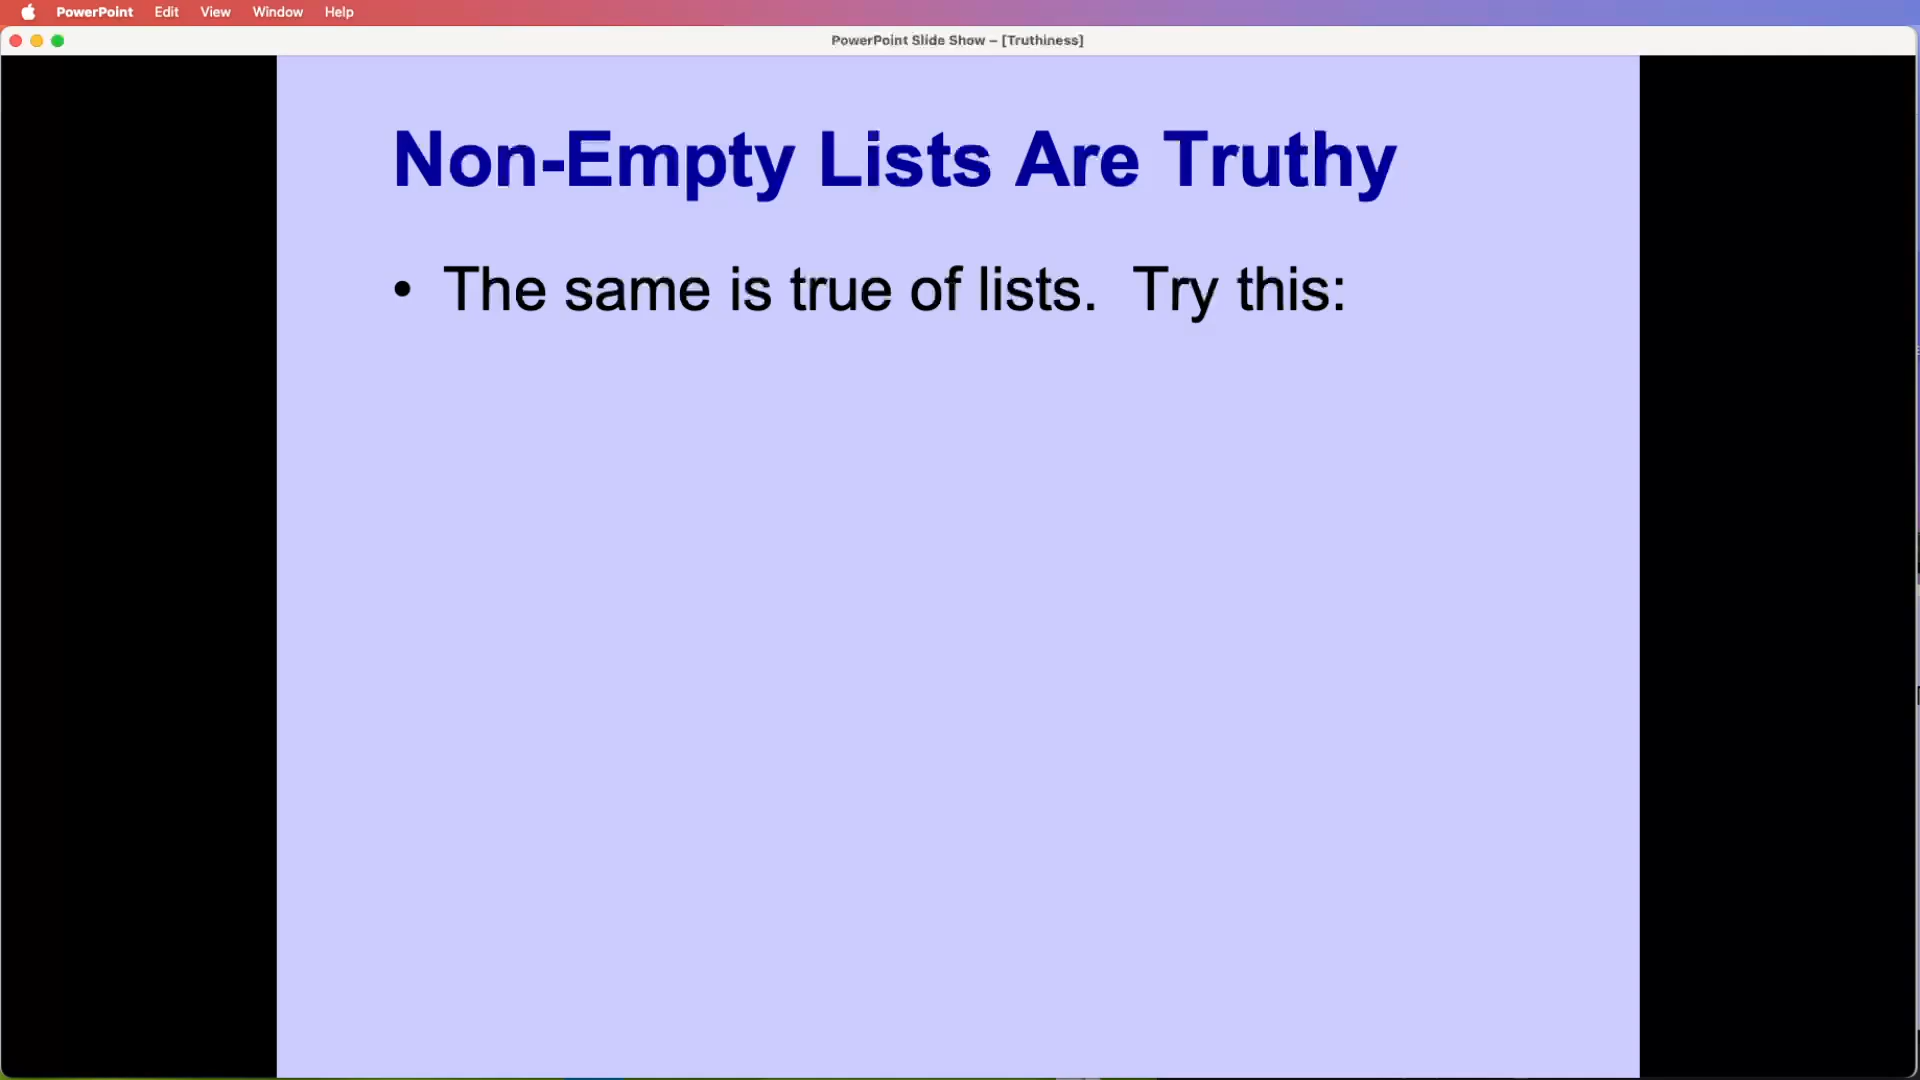 PowerPoint Edit View Window Help
PowerPoint Slide Show – [Truthiness]
Non-Empty Lists Are Truthy
• The same is true of lists.  Try this: